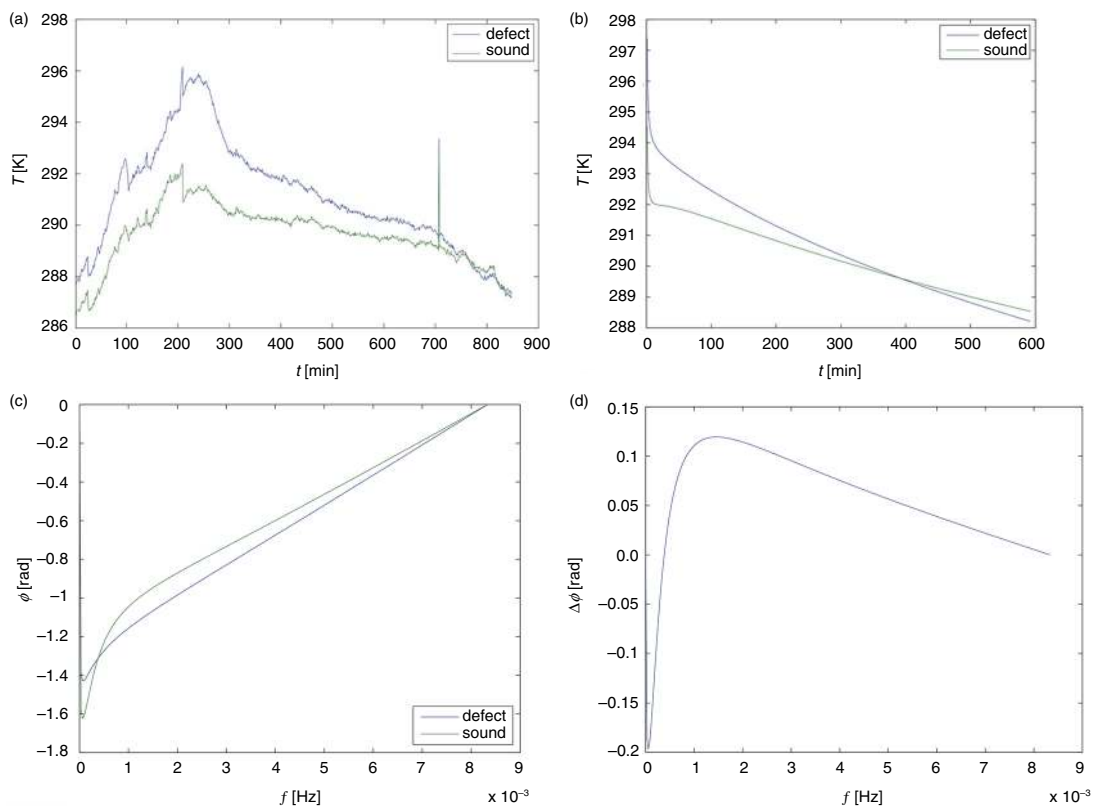 (a)
298
296
294
292
290
288
286
T [K]
0 100 200 300 400 500 600 700 800 900
t [min]
defect
sound
(b)
298
297
296
295
294
293
292
291
290
289
288
T [K]
0 100 200 300 400 500 600
t [min]
defect
sound
(c)
0
–0.2
–0.4
–0.6
–0.8
–1
–1.2
–1.4
–1.6
–1.8
ϕ [rad]
0 1 2 3 4 5 6 7 8 9
f [Hz]
x 10⁻³
defect
sound
(d)
0.15
0.1
0.05
0.0
–0.05
–0.1
–0.15
–0.2
Δϕ [rad]
0 1 2 3 4 5 6 7 8 9
f [Hz]
x 10⁻³